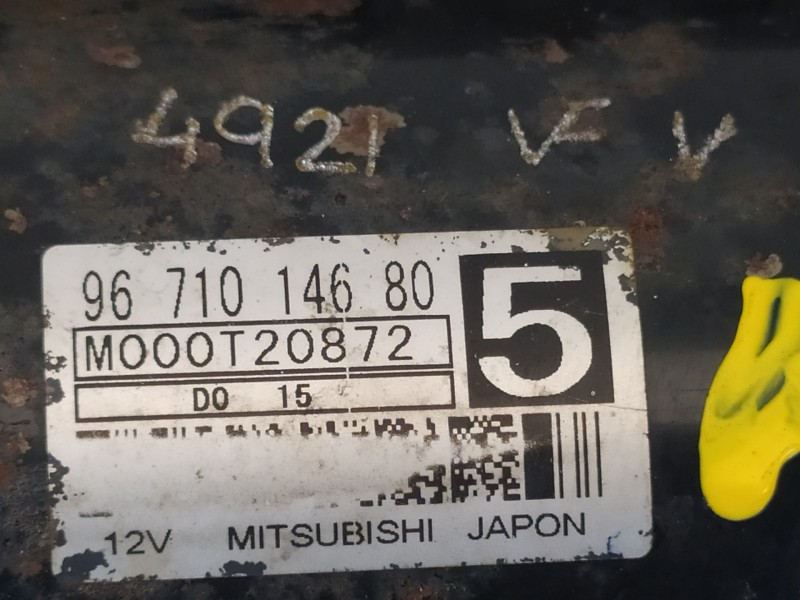 4921 VF V
96 710 146 80
5
M000T20872
D0 15
12V MITSUBISHI JAPON